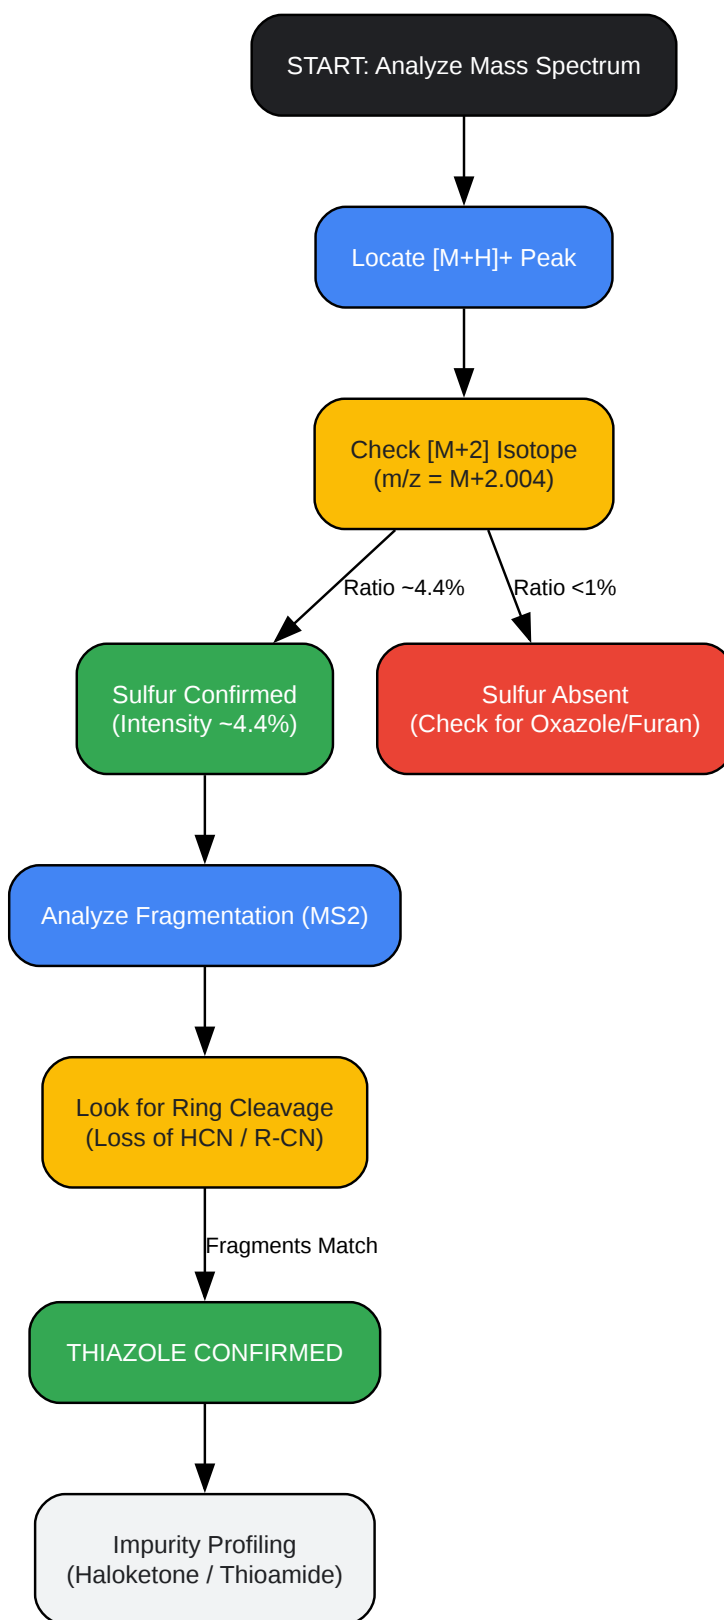 START: Analyze Mass Spectrum
Locate [M+H]+ Peak
Check [M+2] Isotope
(m/z = M+2.004)
Ratio ~4.4%
Ratio <1%
Sulfur Confirmed
(Intensity ~4.4%)
Sulfur Absent
(Check for Oxazole/Furan)
Analyze Fragmentation (MS2)
Look for Ring Cleavage
(Loss of HCN / R-CN)
Fragments Match
THIAZOLE CONFIRMED
Impurity Profiling
(Haloketone / Thioamide)